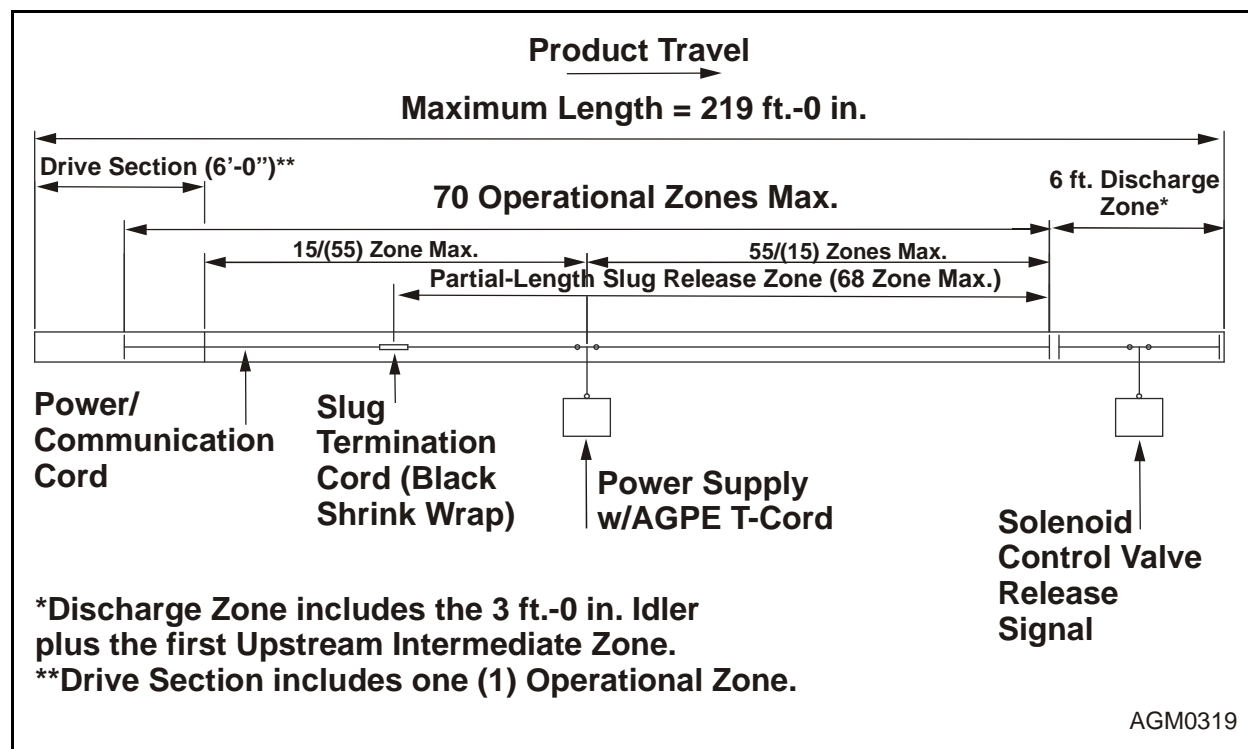 Product Travel
Maximum Length = 219 ft.-0 in.
Drive Section (6'-0”)**
70 Operational Zones Max.
6 ft. Discharge
Zone*
15/(55) Zone Max.
55/(15) Zones Max.
Partial-Length Slug Release Zone (68 Zone Max.)
Power/
Communication
Cord
Slug
Termination
Cord (Black
Shrink Wrap)
Power Supply
w/AGPE T-Cord
Solenoid
Control Valve
Release
Signal
*Discharge Zone includes the 3 ft.-0 in. Idler
plus the first Upstream Intermediate Zone.
**Drive Section includes one (1) Operational Zone.
AGM0319